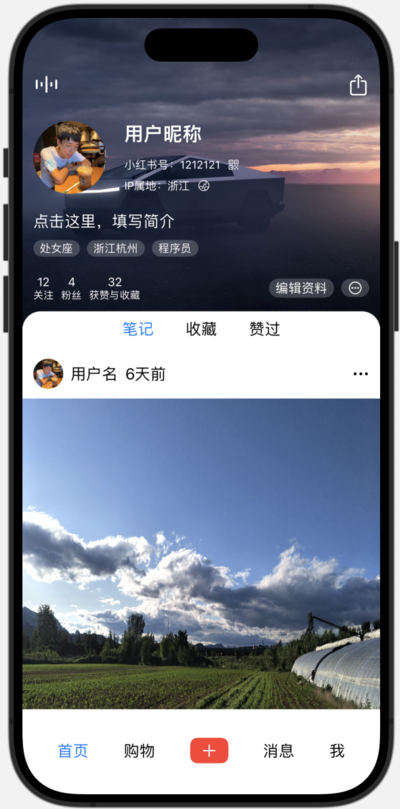 用户昵称
小红书号：1212121
IP属地：浙江
点击这里，填写简介
处女座 浙江杭州 程序员
12 4 32
关注 粉丝 获赞与收藏
编辑资料
笔记 收藏 赞过
用户名 6天前
首页 购物 消息 我